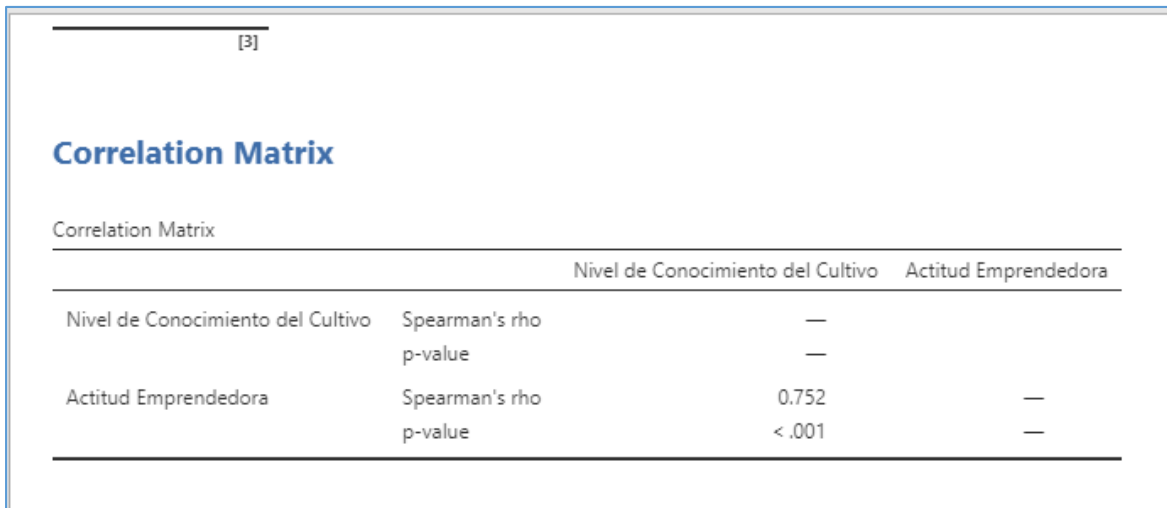 [3]
Correlation Matrix
Correlation Matrix
Nivel de Conocimiento del Cultivo Actitud Emprendedora
Nivel de Conocimiento del Cultivo Spearman's rho —
p-value —
Actitud Emprendedora Spearman's rho 0.752 —
p-value < .001 —